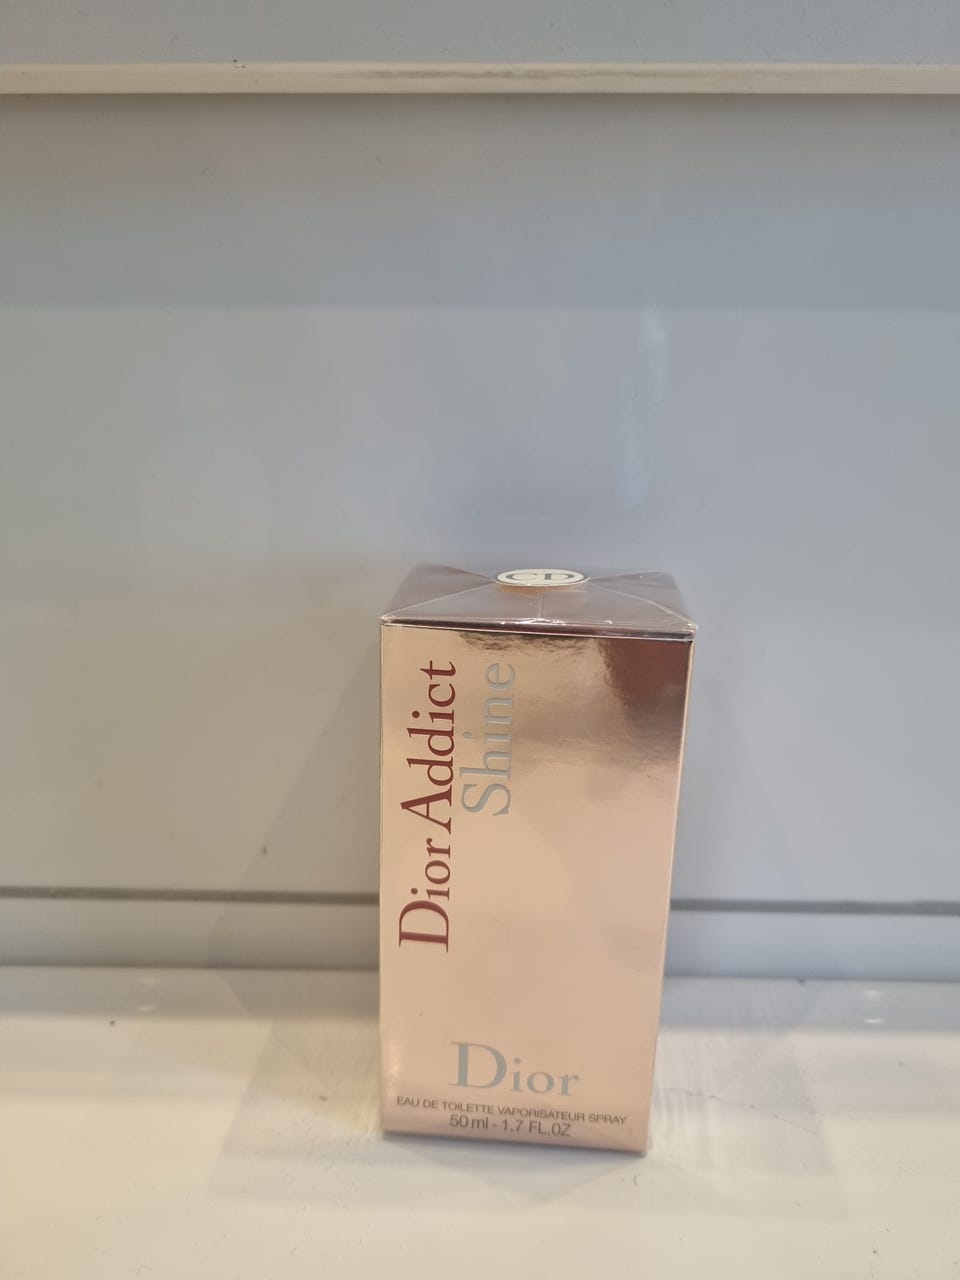 CD
Dior Addict
Shine
Dior
EAU DE TOILETTE VAPORISATEUR SPRAY
50 ml - 1.7 FL.OZ